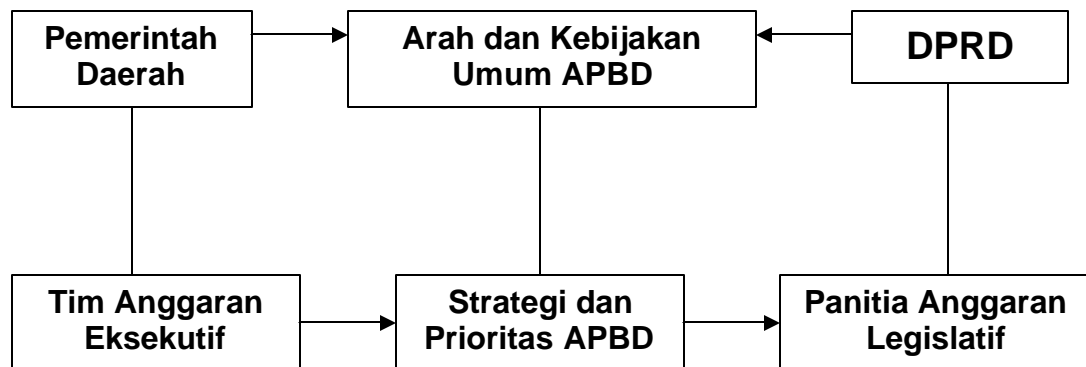 Pemerintah
Daerah
Arah dan Kebijakan
Umum APBD
DPRD
Tim Anggaran
Eksekutif
Strategi dan
Prioritas APBD
Panitia Anggaran
Legislatif